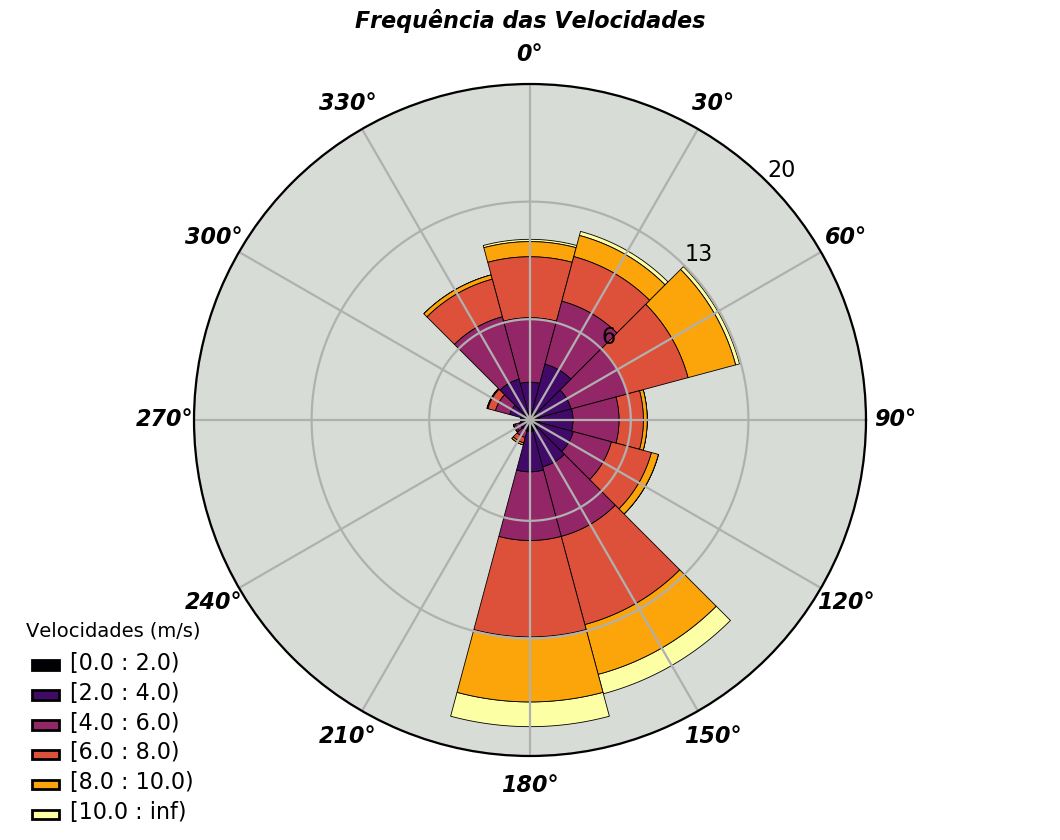 Frequência das Velocidades
0°
330°
30°
20
300°
60°
13
6
270°
90°
240°
120°
Velocidades (m/s)
[0.0 : 2.0)
[2.0 : 4.0)
[4.0 : 6.0)
210°
150°
[6.0 : 8.0)
180°
[8.0 : 10.0)
[10.0 : inf)